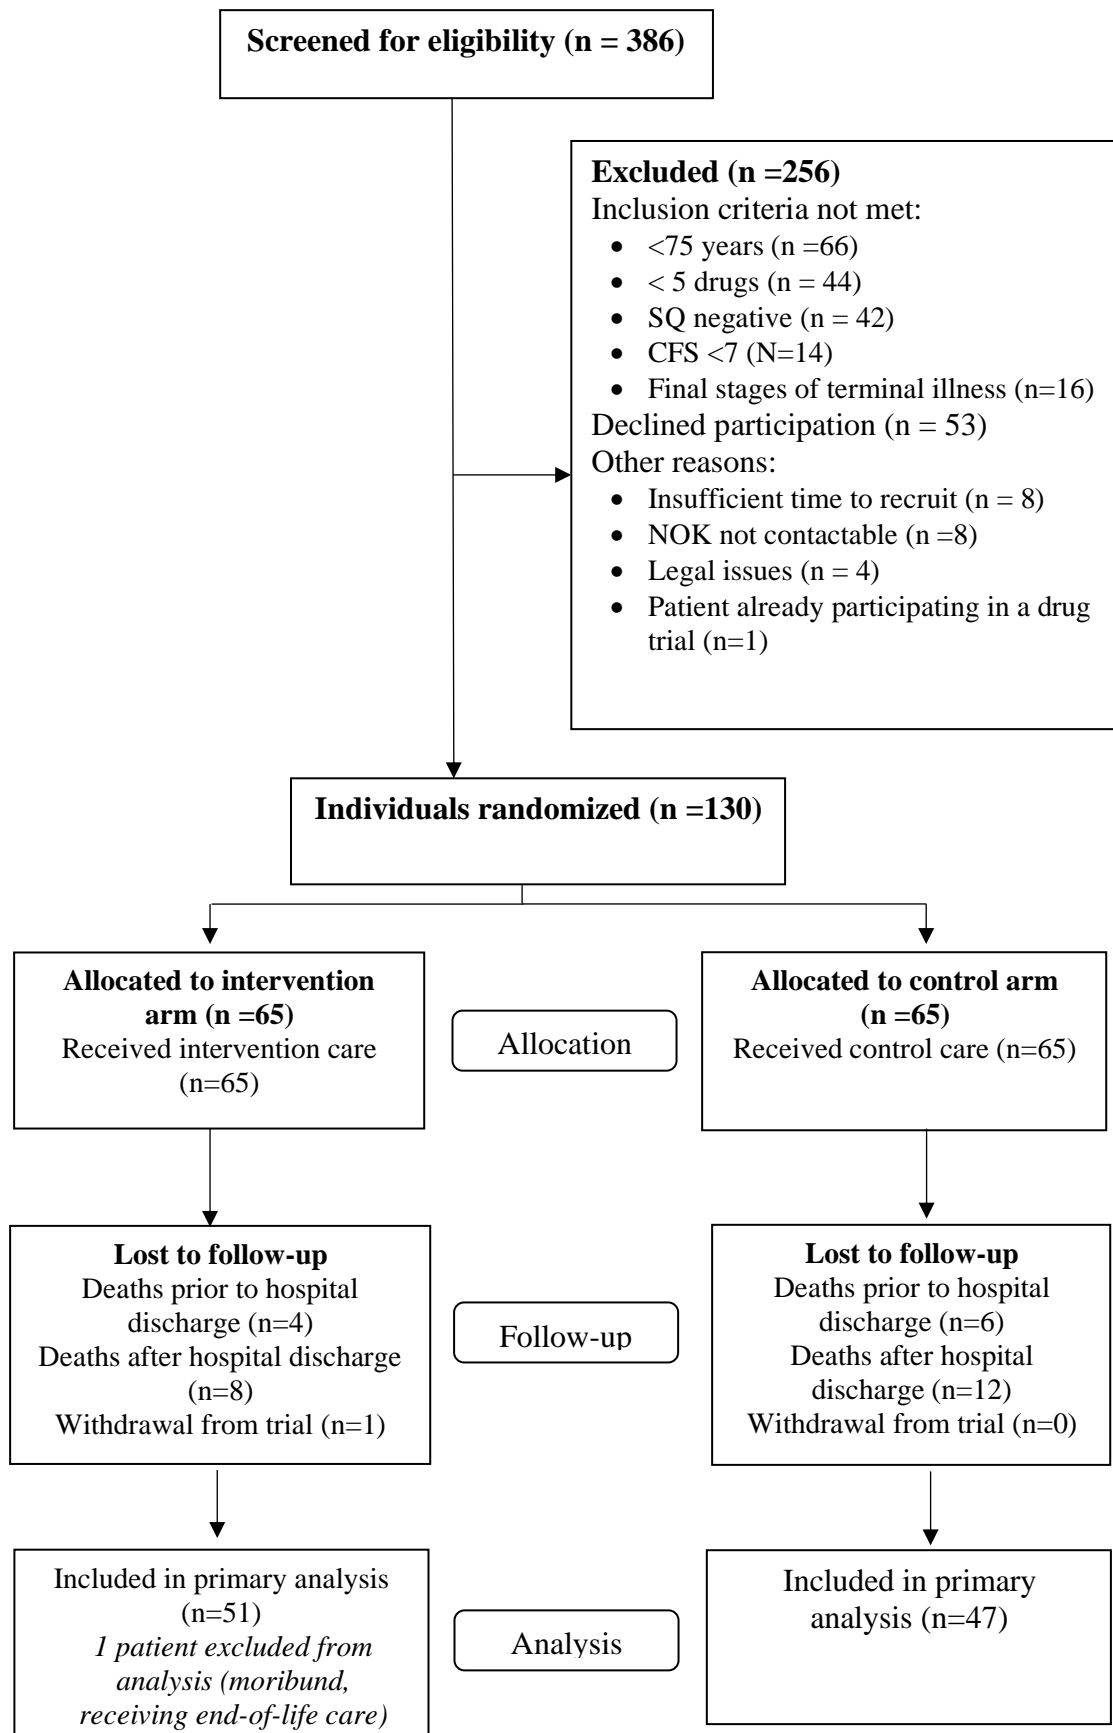 Screened for eligibility (n = 386)
Excluded (n =256)
Inclusion criteria not met:
• <75 years (n =66)
• < 5 drugs (n = 44)
• SQ negative (n = 42)
• CFS <7 (N=14)
• Final stages of terminal illness (n=16)
Declined participation (n = 53)
Other reasons:
• Insufficient time to recruit (n = 8)
• NOK not contactable (n =8)
• Legal issues (n = 4)
• Patient already participating in a drug
trial (n=1)
Individuals randomized (n =130)
Allocated to intervention
arm (n =65)
Received intervention care
(n=65)
Allocation
Allocated to control arm
(n =65)
Received control care (n=65)
Lost to follow-up
Deaths prior to hospital
discharge (n=4)
Deaths after hospital discharge
(n=8)
Withdrawal from trial (n=1)
Follow-up
Lost to follow-up
Deaths prior to hospital
discharge (n=6)
Deaths after hospital
discharge (n=12)
Withdrawal from trial (n=0)
Included in primary analysis
(n=51)
1 patient excluded from
analysis (moribund,
receiving end-of-life care)
Analysis
Included in primary
analysis (n=47)